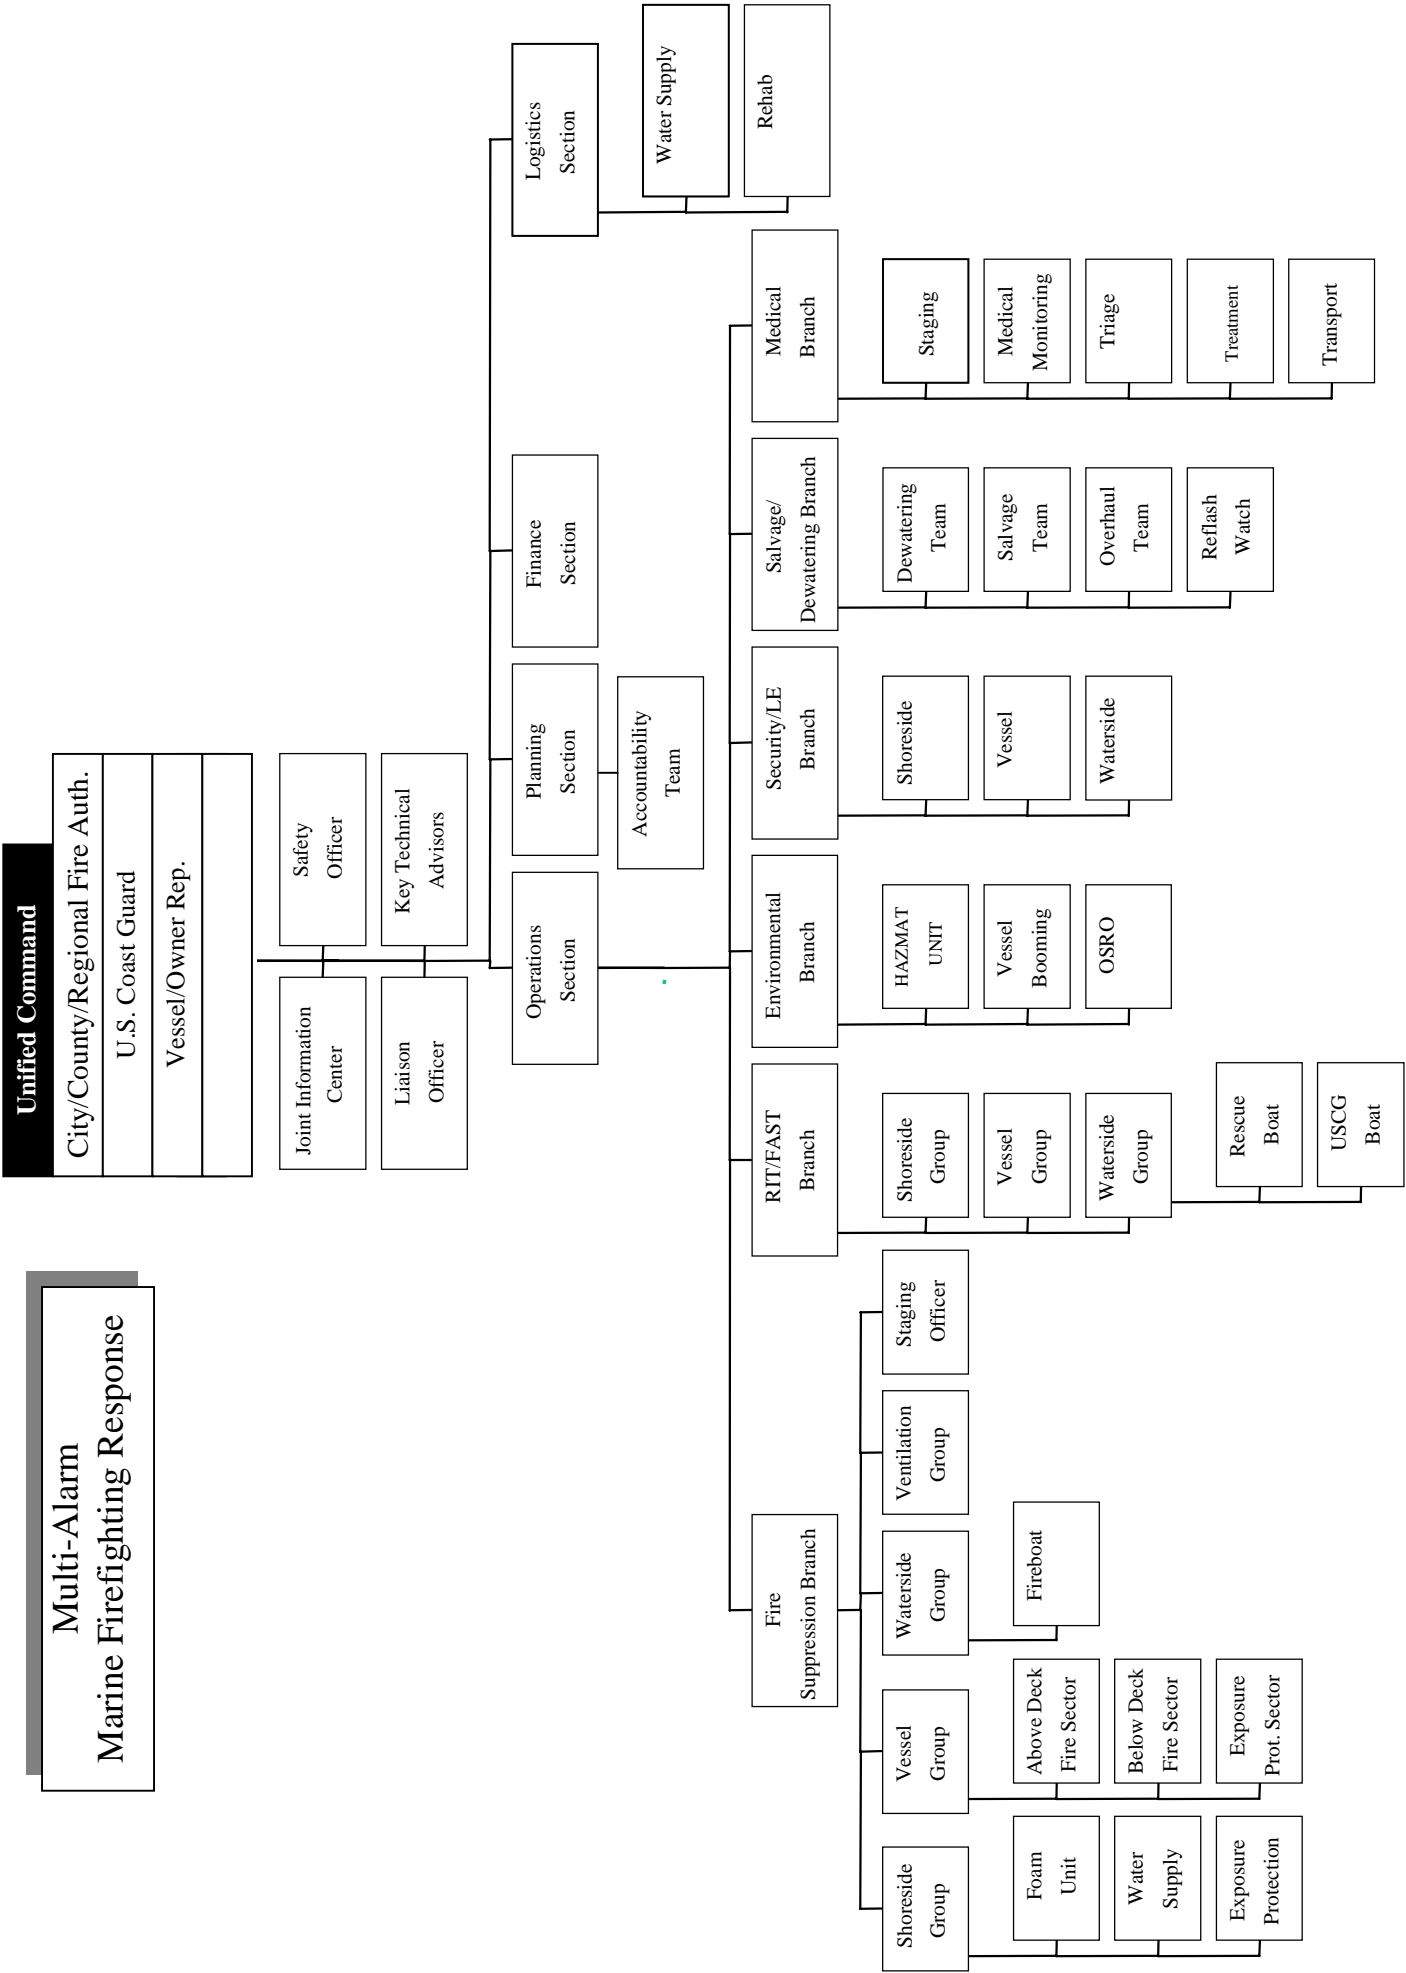 Multi-Alarm
Marine Firefighting Response
Unified Command
City/County/Regional Fire Auth.
U.S. Coast Guard
Vessel/Owner Rep.
Joint Information
Center
Safety
Officer
Liaison
Officer
Key Technical
Advisors
Operations
Section
Planning
Section
Finance
Section
Logistics
Section
Accountability
Team
Water Supply
Rehab
Fire
Suppression Branch
RIT/FAST
Branch
Environmental
Branch
Security/LE
Branch
Salvage/
Dewatering Branch
Medical
Branch
Shoreside
Group
Vessel
Group
Waterside
Group
Ventilation
Group
Staging
Officer
Foam
Unit
Water
Supply
Exposure
Protection
Above Deck
Fire Sector
Below Deck
Fire Sector
Exposure
Prot. Sector
Fireboat
Shoreside
Group
Vessel
Group
Waterside
Group
Rescue
Boat
USCG
Boat
HAZMAT
UNIT
Vessel
Booming
OSRO
Shoreside
Vessel
Waterside
Dewatering
Team
Salvage
Team
Overhaul
Team
Reflash
Watch
Staging
Medical
Monitoring
Triage
Treatment
Transport